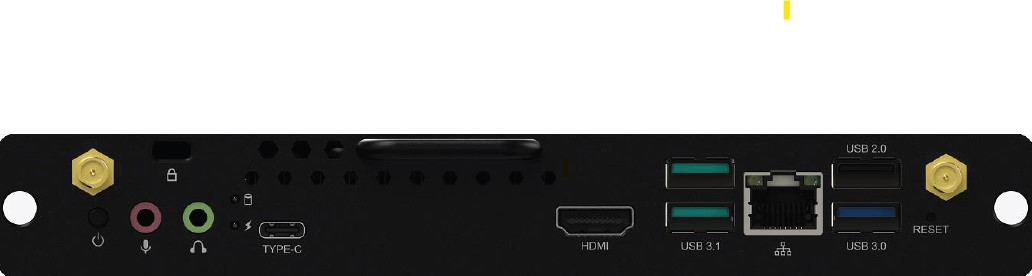 USB 2.0
TYPE-C
HDMI
USB 3.1
USB 3.0
RESET